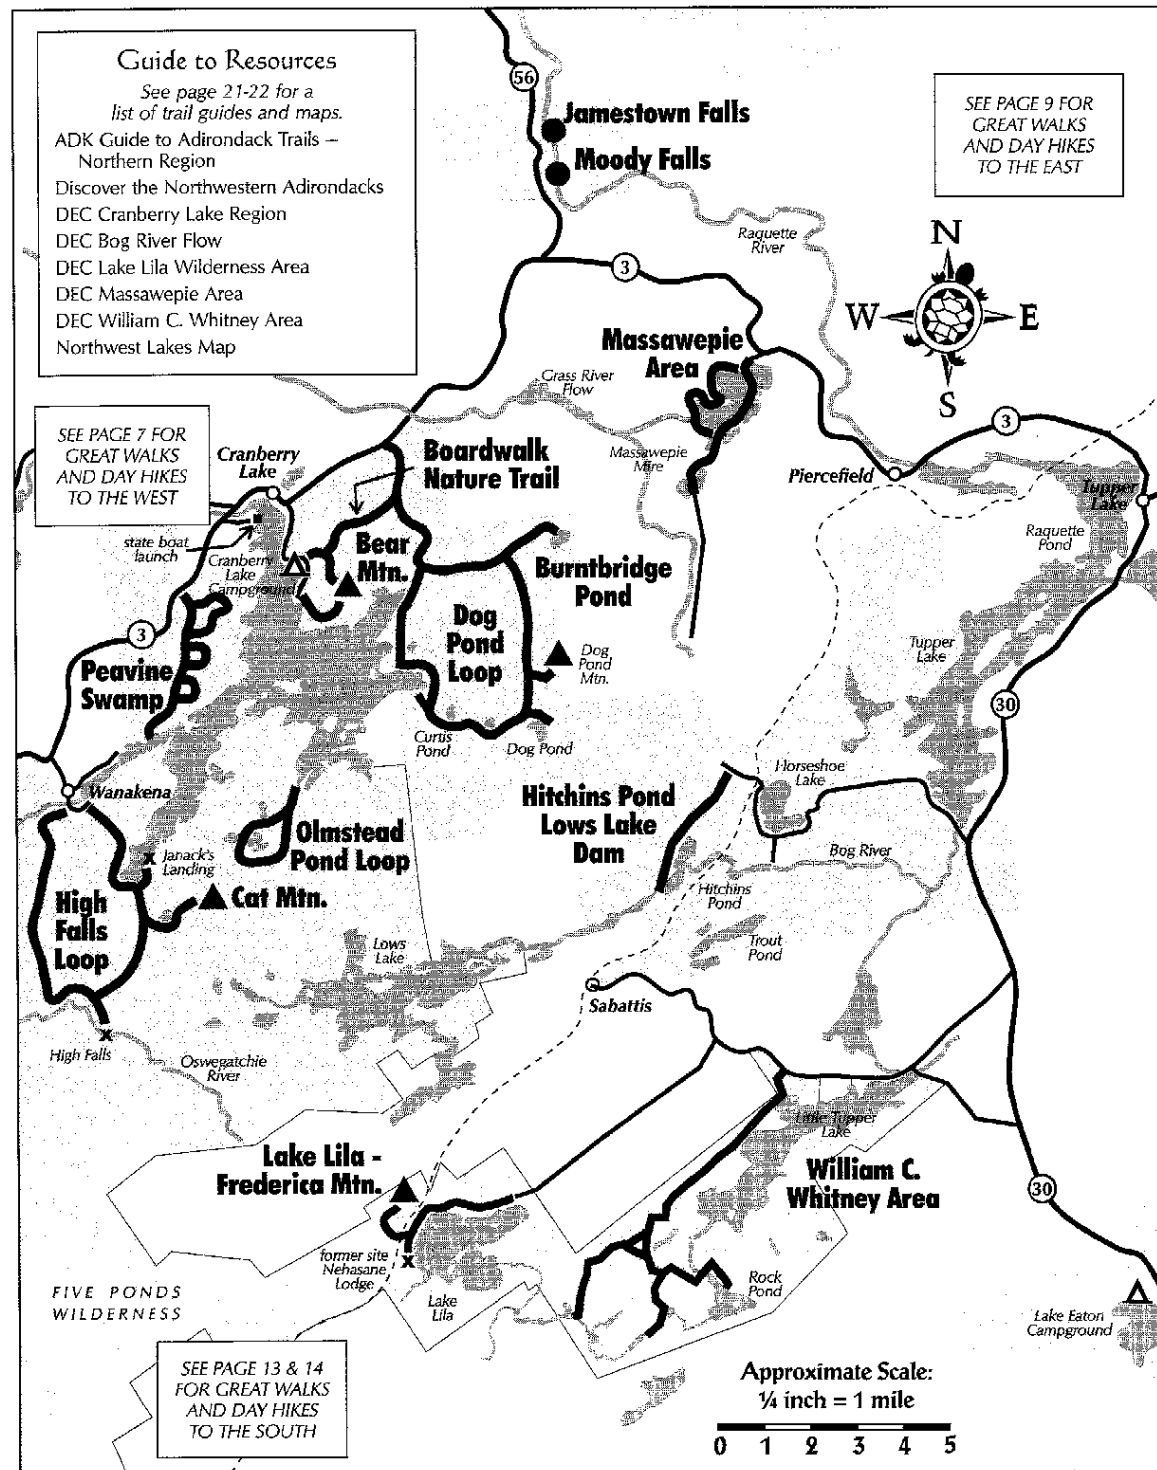 Guide to Resources
See page 21-22 for a
list of trail guides and maps.
ADK Guide to Adirondack Trails –
Northern Region
Discover the Northwestern Adirondacks
DEC Cranberry Lake Region
DEC Bog River Flow
DEC Lake Lila Wilderness Area
DEC Massawepie Area
DEC William C. Whitney Area
Northwest Lakes Map
56
Jamestown Falls
Moody Falls
SEE PAGE 9 FOR
GREAT WALKS
AND DAY HIKES
TO THE EAST
Raquette
River
N
W
E
S
3
Massawepie
Area
Grass River
Flow
SEE PAGE 7 FOR
GREAT WALKS
AND DAY HIKES
TO THE WEST
Cranberry
Lake
Boardwalk
Nature Trail
Massawepie
Mire
3
Piercefield
Tupper
Lake
Raquette
Pond
state boat
launch
Cranberry
Lake
Campground
Bear
Mtn.
Burntbridge
Pond
Dog
Pond
Loop
Dog
Pond
Mtn.
3
Peavine
Swamp
Tupper
Lake
30
Curtis
Pond
Dog Pond
Wanakena
Horseshoe
Lake
Hitchins Pond
Lows Lake
Dam
Olmstead
Pond Loop
Janack's
Landing
Bog River
Cat Mtn.
Hitchins
Pond
High
Falls
Loop
Lows
Lake
Trout
Pond
Sabattis
x
High Falls
Oswegatchie
River
Little Tupper
Lake
Lake Lila -
Frederica Mtn.
William C.
Whitney Area
30
former site
Nehasane
Lodge
x
Rock
Pond
Lake
Lila
FIVE PONDS
WILDERNESS
Lake Eaton
Campground
SEE PAGE 13 & 14
FOR GREAT WALKS
AND DAY HIKES
TO THE SOUTH
Approximate Scale:
¼ inch = 1 mile
0 1 2 3 4 5